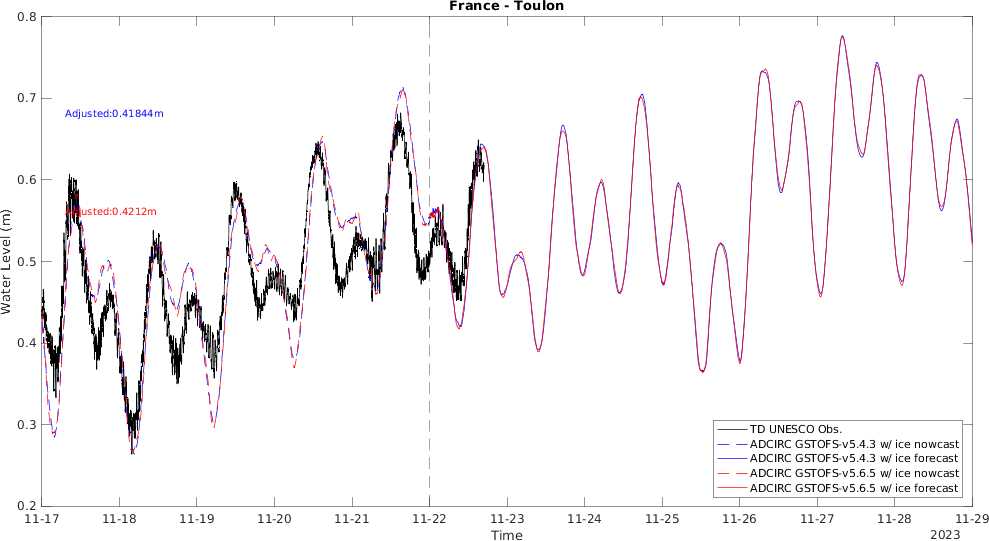 France - Toulon
Water Level (m)
0.8
0.7
0.6
0.5
0.4
0.3
0.2
Adjusted:0.41844m
Adjusted:0.4212m
TD UNESCO Obs.
ADCIRC GSTOFS-v5.4.3 w/ ice nowcast
ADCIRC GSTOFS-v5.4.3 w/ ice forecast
ADCIRC GSTOFS-v5.6.5 w/ ice nowcast
ADCIRC GSTOFS-v5.6.5 w/ ice forecast
11-17 11-18 11-19 11-20 11-21 11-22 11-23 11-24 11-25 11-26 11-27 11-28 11-29
Time
2023